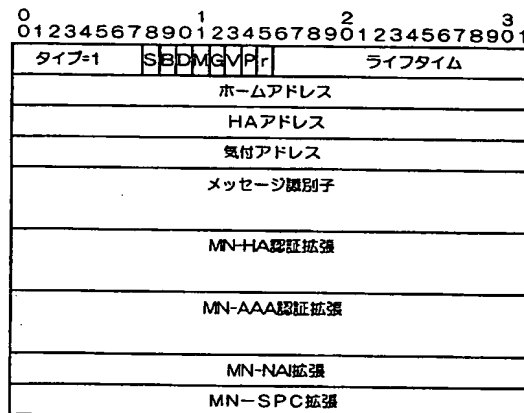 0 1 2 3
01234567890123456789012345678901
タイプ=1 S B D M G V P r ライフタイム
ホームアドレス
HAアドレス
気付アドレス
メッセージ識別子
MN-HA認証拡張
MN-AAA認証拡張
MN-NAI拡張
MN-SPC拡張